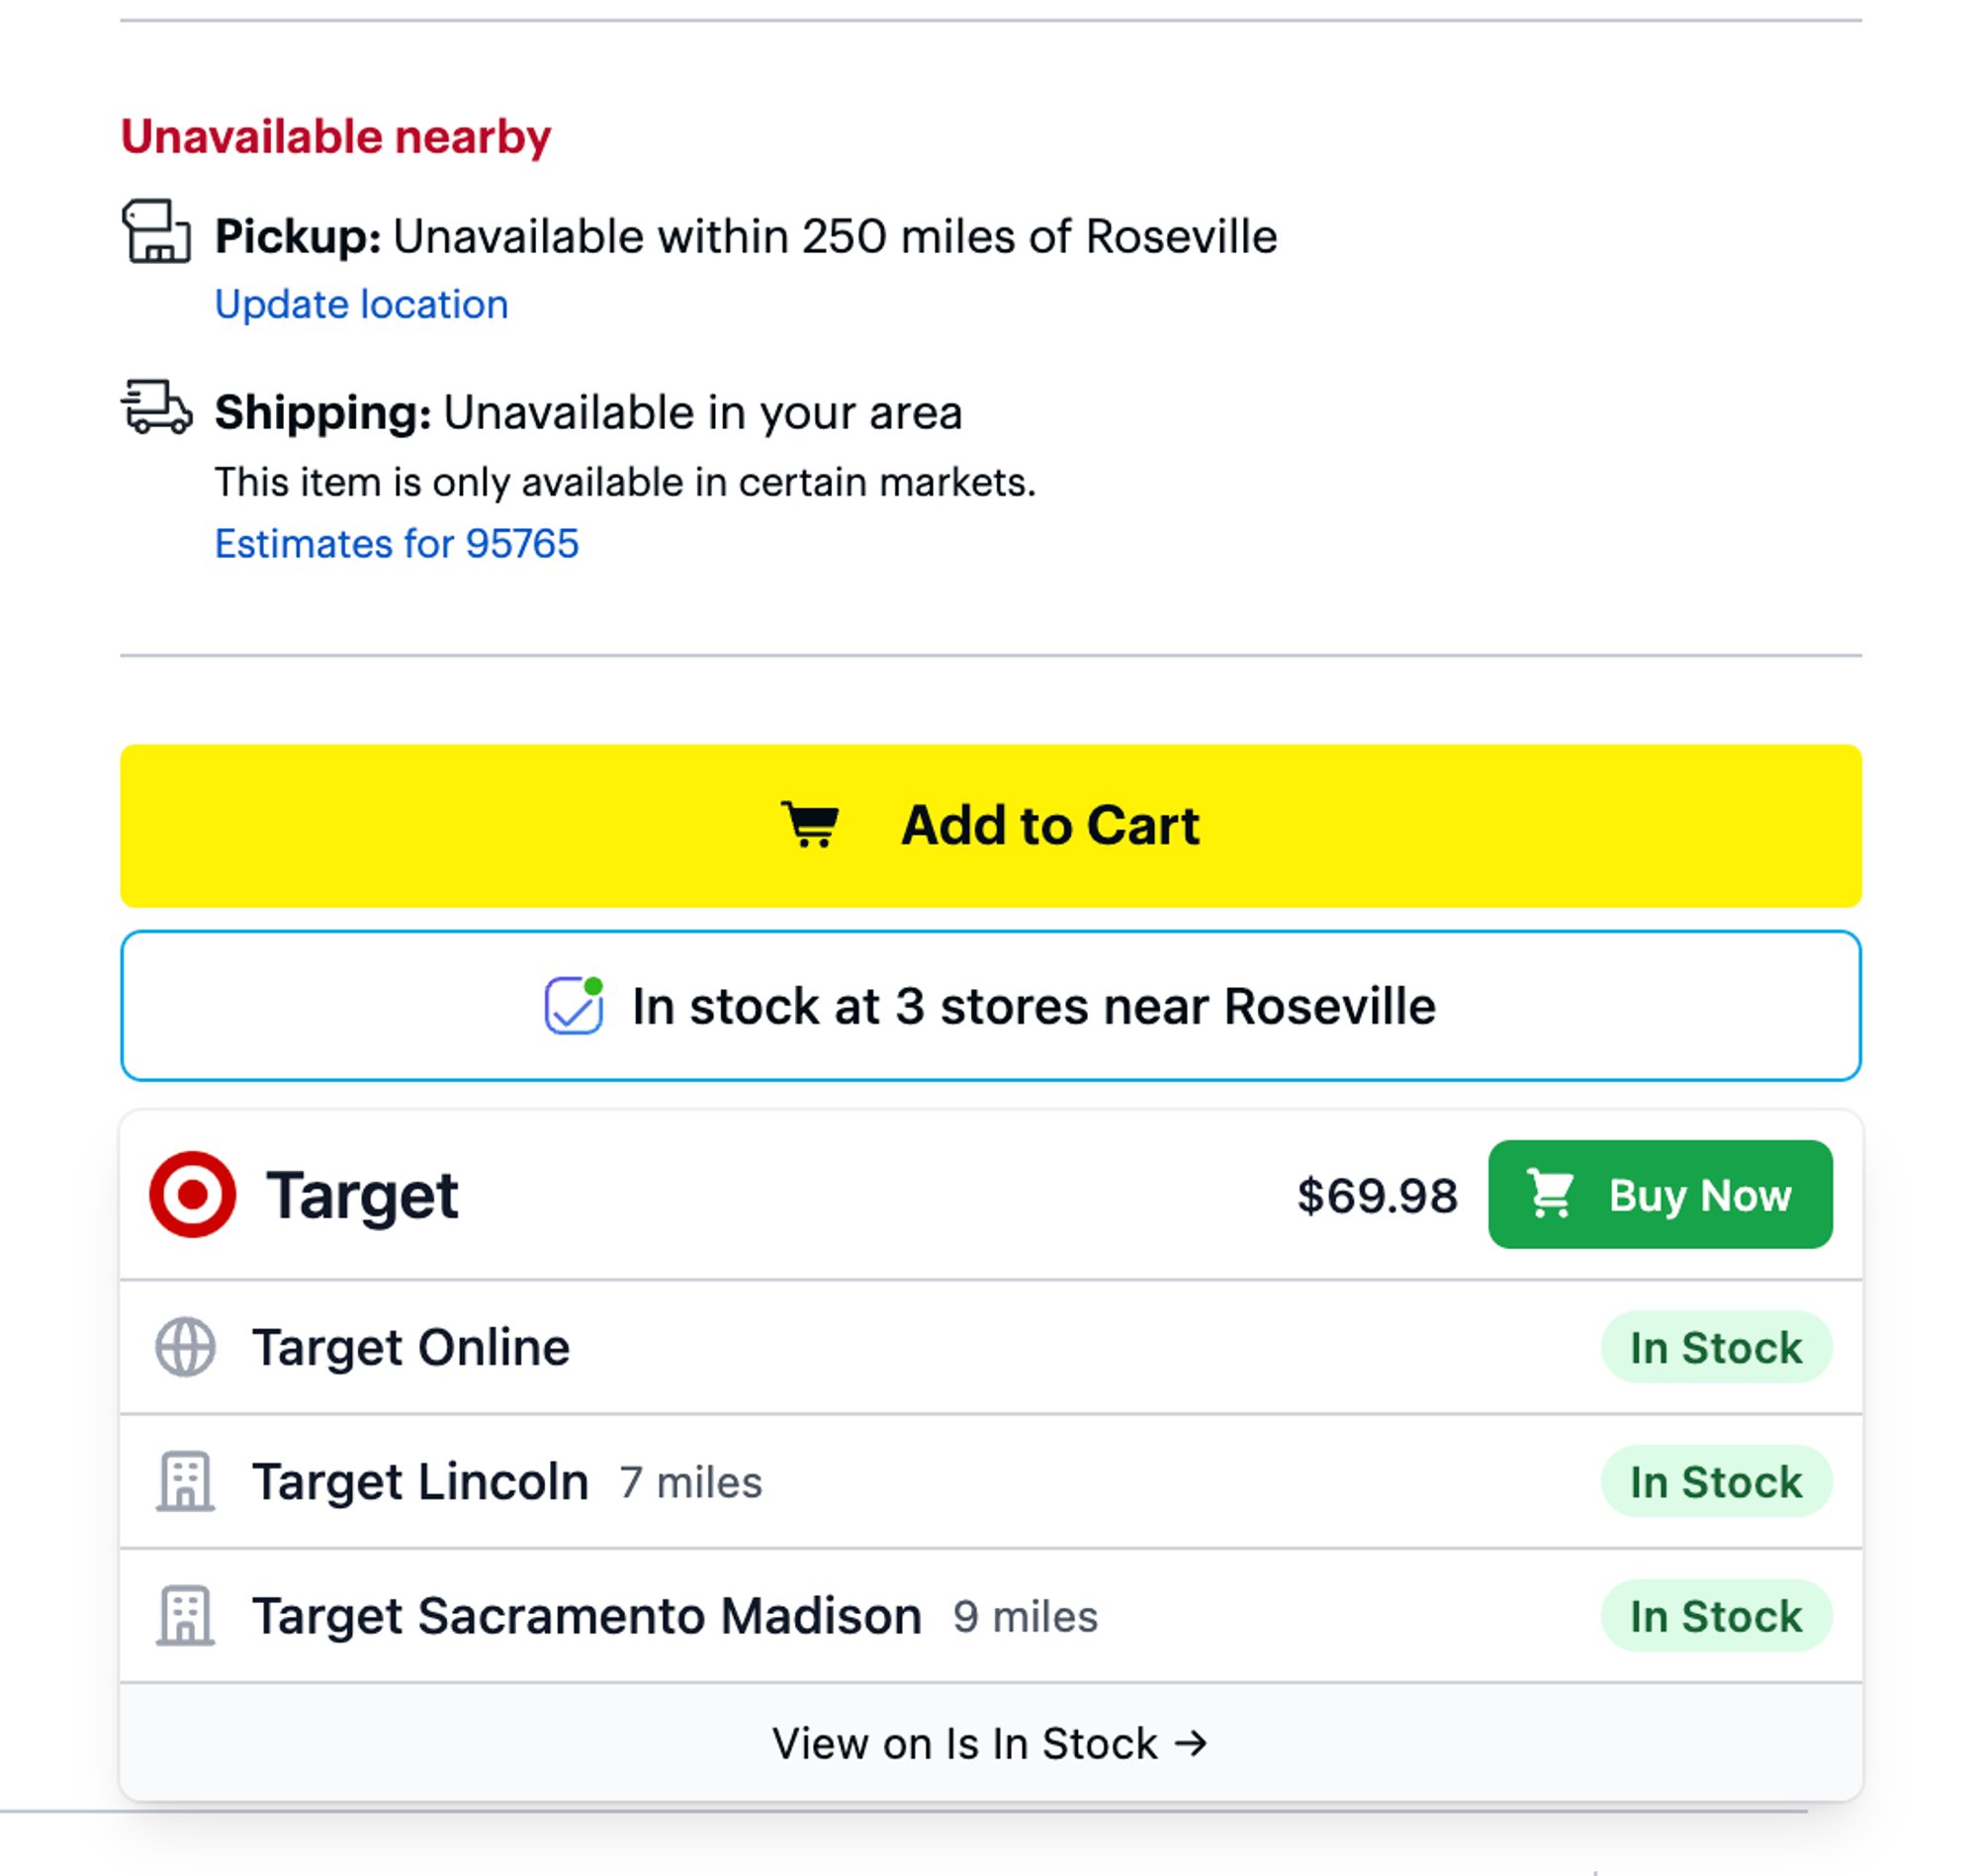 Unavailable nearby
Pickup: Unavailable within 250 miles of Roseville
Update location
Shipping: Unavailable in your area
This item is only available in certain markets.
Estimates for 95765
Add to Cart
In stock at 3 stores near Roseville
Target $69.98 Buy Now
Target Online In Stock
Target Lincoln 7 miles In Stock
Target Sacramento Madison 9 miles In Stock
View on Is In Stock →